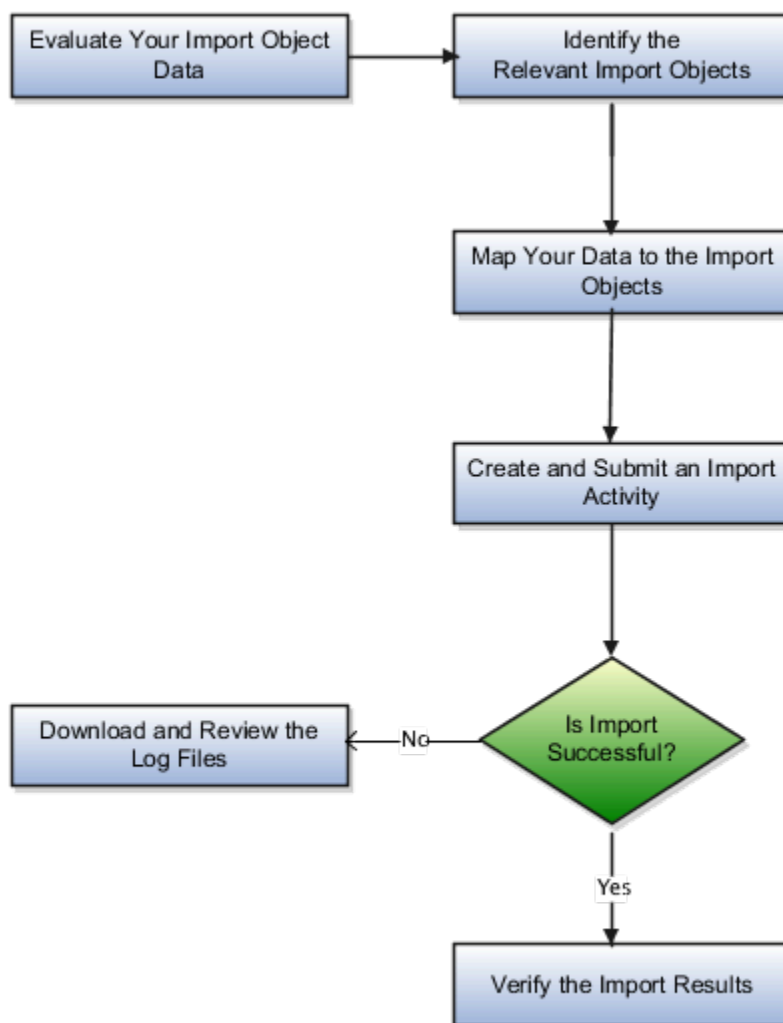 Evaluate Your Import Object
Data
Identify the
Relevant Import Objects
Map Your Data to the Import
Objects
Create and Submit an Import
Activity
Is Import
Successful?
No
Download and Review the
Log Files
Yes
Verify the Import Results